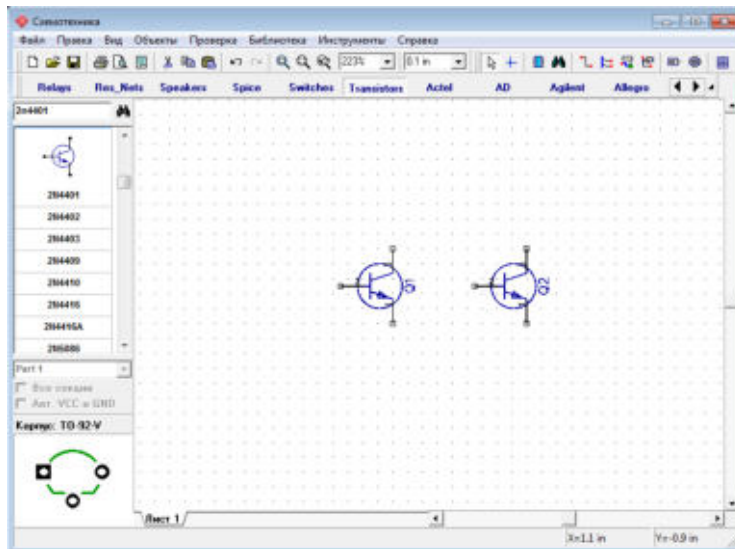 Схемотехника
Файл Правка Вид Объекты Проверка Библиотека Инструменты Справка
223% 0.1 in
Relays Res_Nets Speakers Spice Switches Transistors Actel AD Agilent Allegro
2n4401
2N4401
2N4402
2N4403
2N4409
2N4410
2N4416
2N4416A
2N5086
Part 1
Все секции
Авт. VCC и GND
Корпус: TO-92-V
Q1
Q2
Лист 1
X=1.1 in Y=-0.9 in